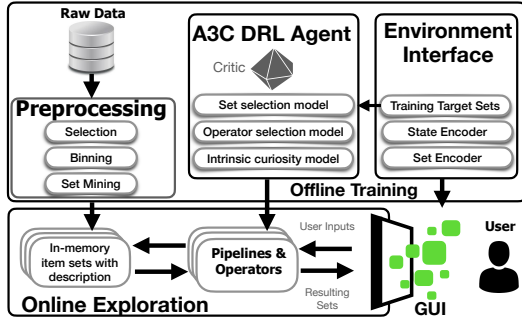 Raw Data
Preprocessing
Selection
Binning
Set Mining
A3C DRL Agent
Critic
Set selection model
Operator selection model
Intrinsic curiosity model
Environment
Interface
Training Target Sets
State Encoder
Set Encoder
Offline Training
In-memory
item sets with
description
Pipelines &
Operators
User Inputs
Resulting
Sets
User
GUI
Online Exploration